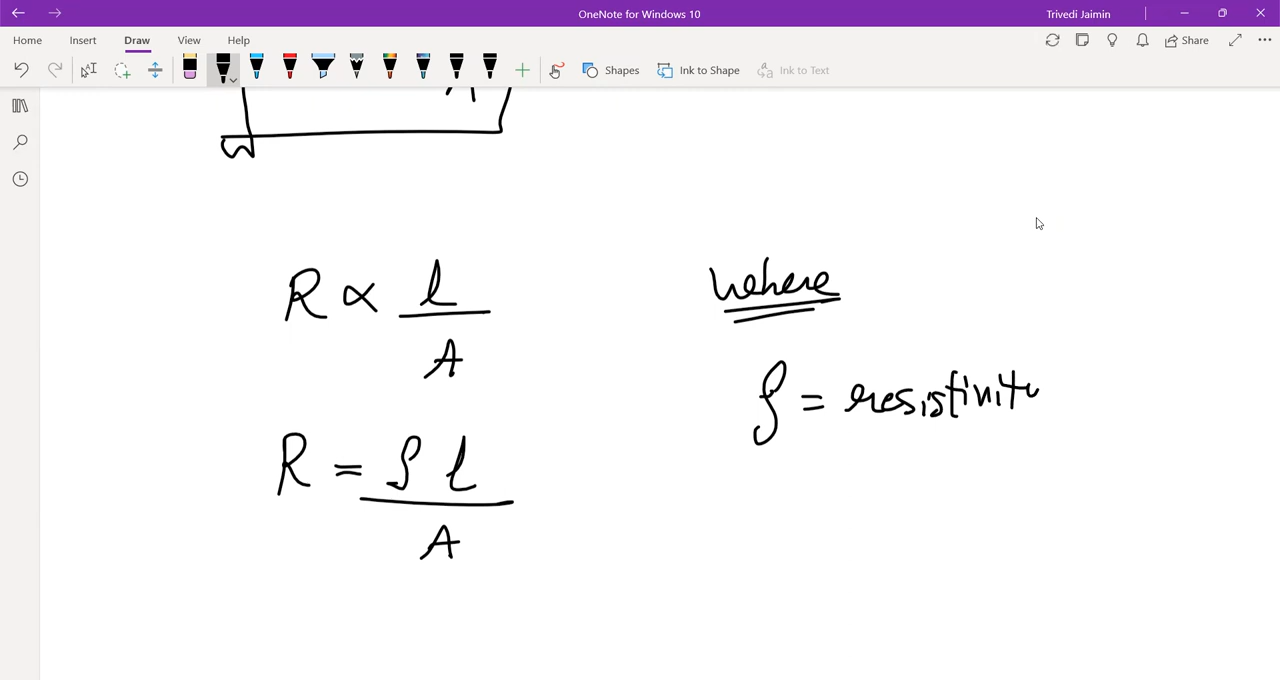 OneNote for Windows 10
Trivedi Jaimin
Home Insert Draw View Help
Share
Shapes Ink to Shape Ink to Text
A
R ∝ l
A
where
ρ = resistivity
R = ρ l
A